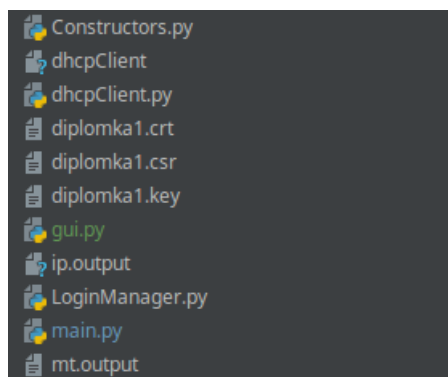 Constructors.py
dhcpClient
dhcpClient.py
diplomka1.crt
diplomka1.csr
diplomka1.key
gui.py
ip.output
LoginManager.py
main.py
mt.output